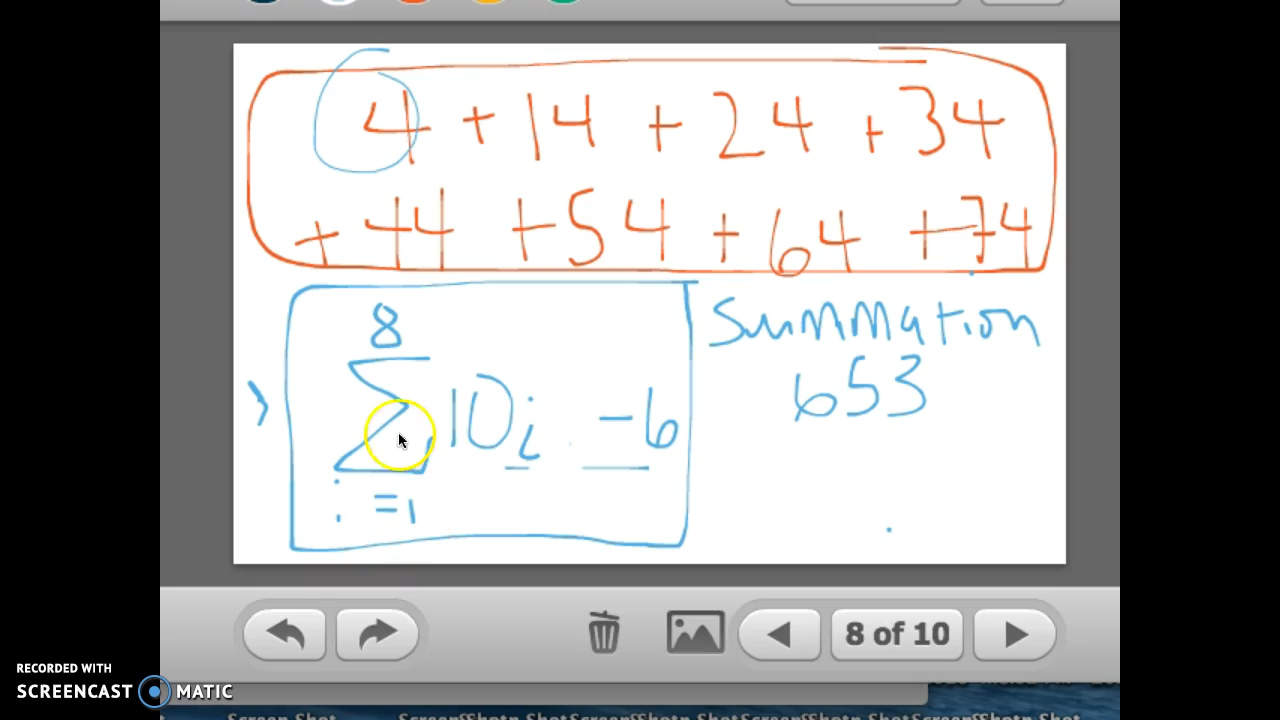 4 + 14 + 24 + 34
+ 44 + 54 + 64 + 74
8
Σ 10i - 6
i = 1
Summation
653
8 of 10
RECORDED WITH
SCREENCAST MATIC